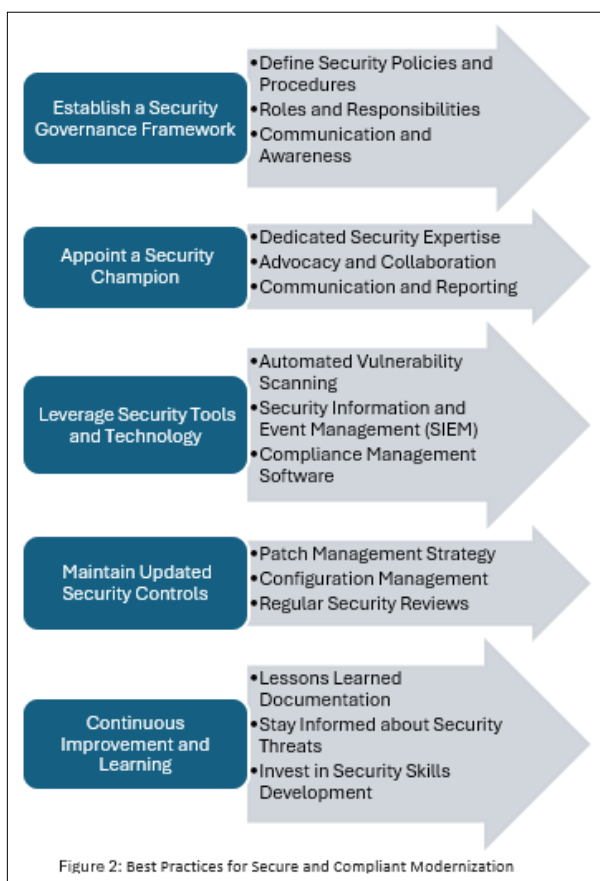 Establish a Security
Governance Framework
•Define Security Policies and
Procedures
•Roles and Responsibilities
•Communication and
Awareness
Appoint a Security
Champion
•Dedicated Security Expertise
•Advocacy and Collaboration
•Communication and Reporting
Leverage Security Tools
and Technology
•Automated Vulnerability
Scanning
•Security Information and
Event Management (SIEM)
•Compliance Management
Software
Maintain Updated
Security Controls
•Patch Management Strategy
•Configuration Management
•Regular Security Reviews
Continuous
Improvement and
Learning
•Lessons Learned
Documentation
•Stay Informed about Security
Threats
•Invest in Security Skills
Development
Figure 2: Best Practices for Secure and Compliant Modernization